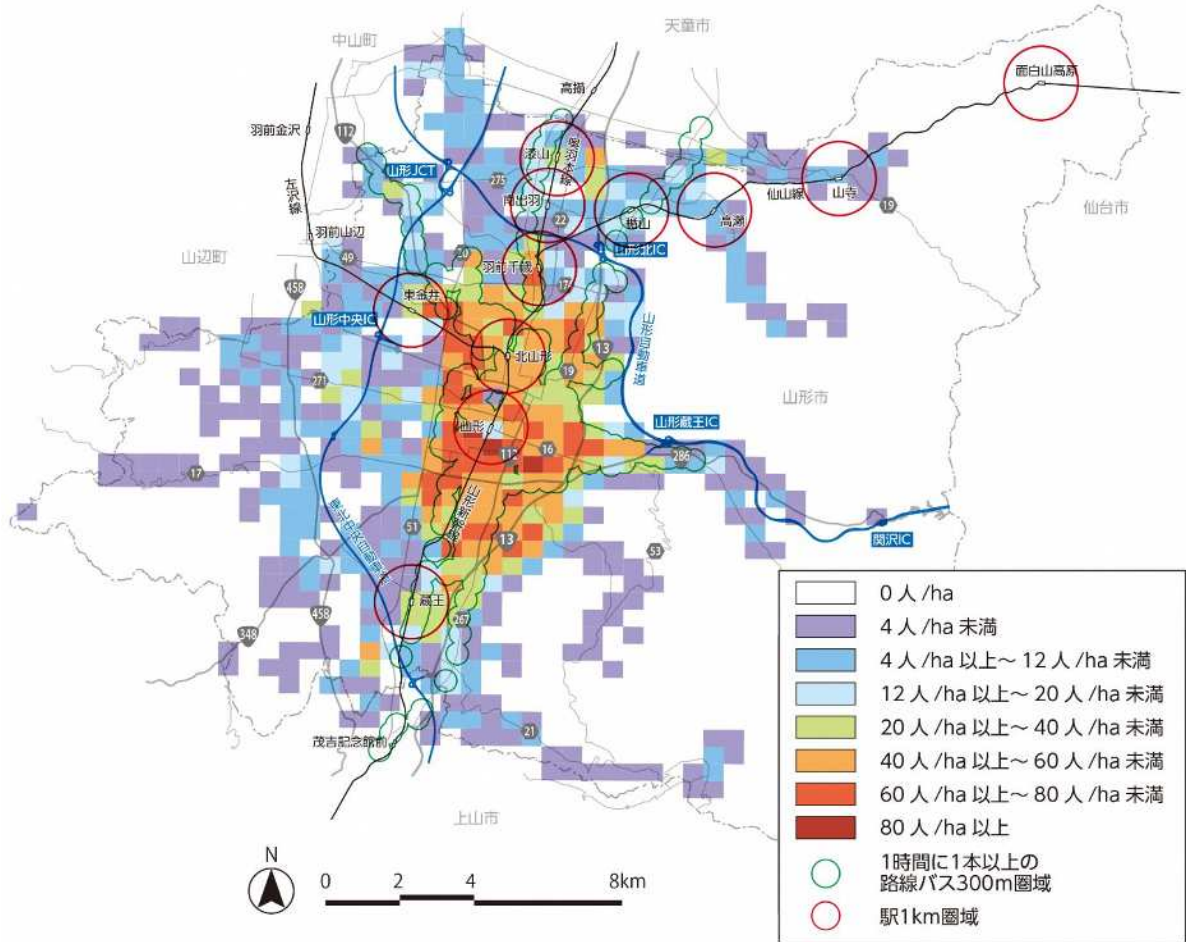 中山町
天童市
面白山高原
高擶
羽前金沢
112
漆山
奥羽本線
山形JCT
275
左沢線
南出羽
仙山線
山寺
19
仙台市
22
楯山
高瀬
羽前山辺
山形北IC
山辺町
49
20
羽前千歳
174
458
東金井
山形中央IC
山形自動車道
北山形
13
271
19
山形市
山形
山形蔵王IC
112
16
286
17
山形新幹線
51
13
関沢IC
東北中央自動車道
53
蔵王
458
267
348
茂吉記念館前
21
上山市
N
0 2 4 8km
0人/ha
4人/ha未満
4人/ha以上～12人/ha未満
12人/ha以上～20人/ha未満
20人/ha以上～40人/ha未満
40人/ha以上～60人/ha未満
60人/ha以上～80人/ha未満
80人/ha以上
1時間に1本以上の
路線バス300m圏域
駅1km圏域